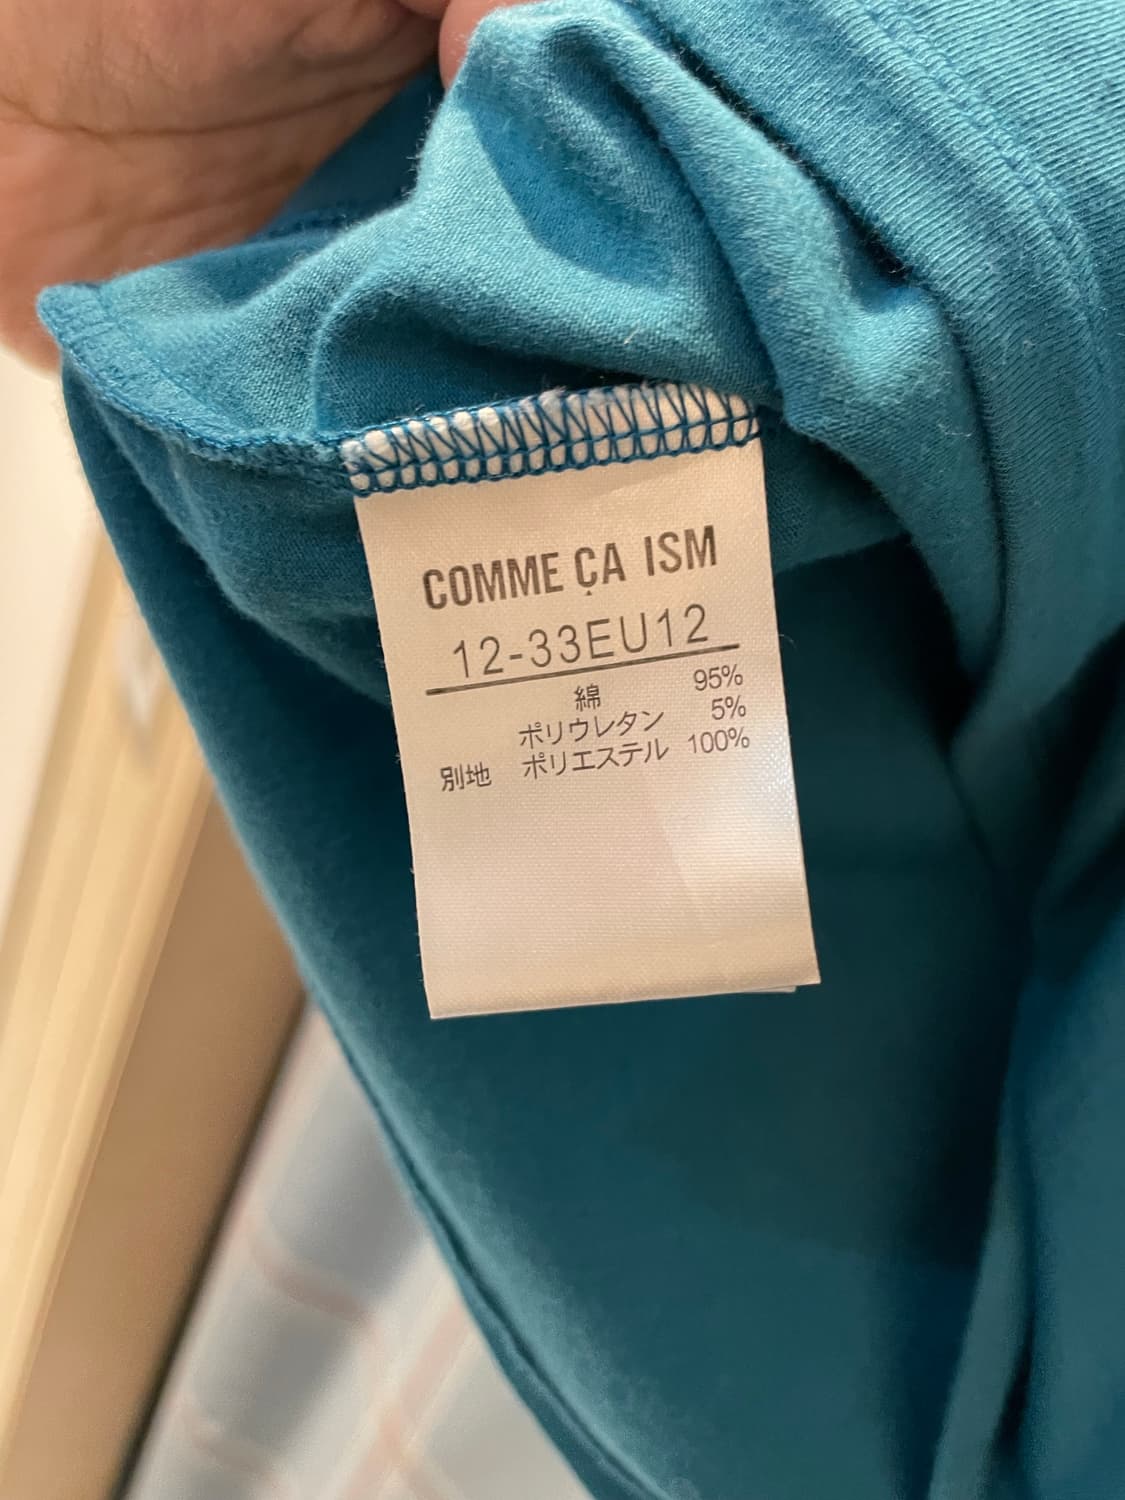 COMME ÇA ISM
12-33EU12
綿 95%
ポリウレタン 5%
別地 ポリエステル 100%